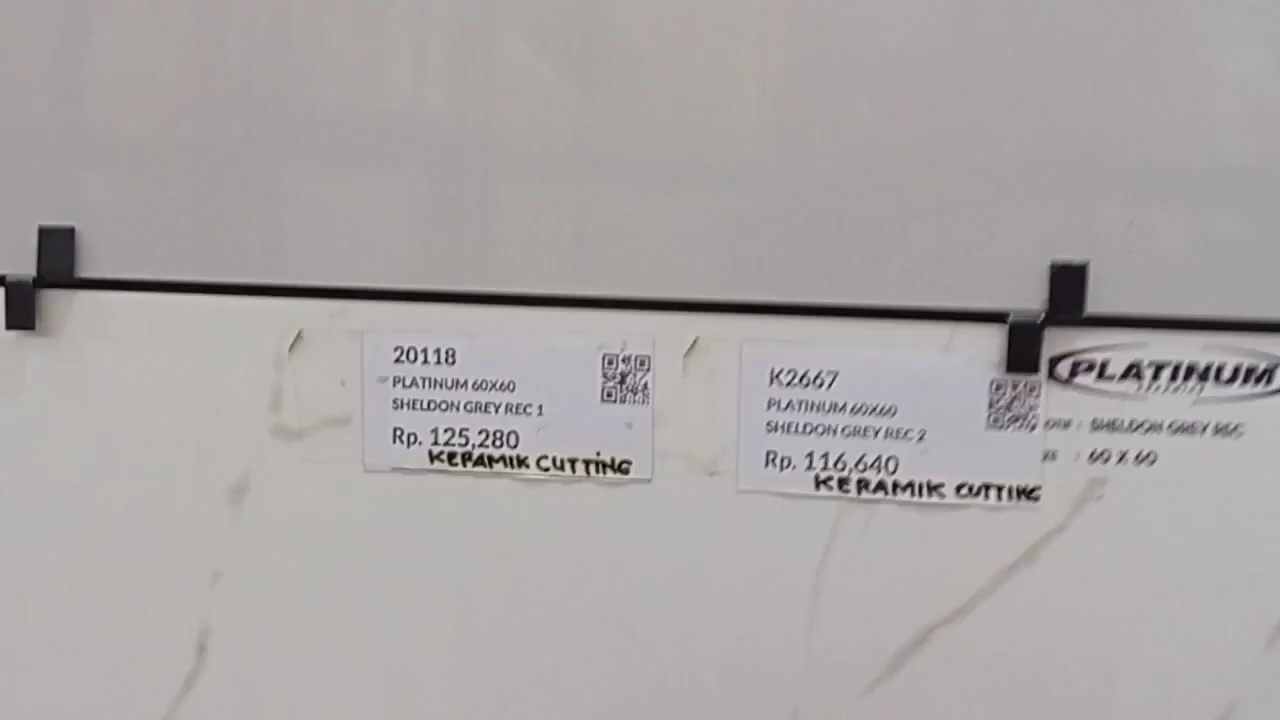 20118
PLATINUM 60X60
SHELDON GREY REC 1
Rp. 125,280
KERAMIK CUTTING
K2667
PLATINUM 60X60
SHELDON GREY REC 2
Rp. 116,640
KERAMIK CUTTING
PLATINUM
: SHELDON GREY REC
: 60 X 60